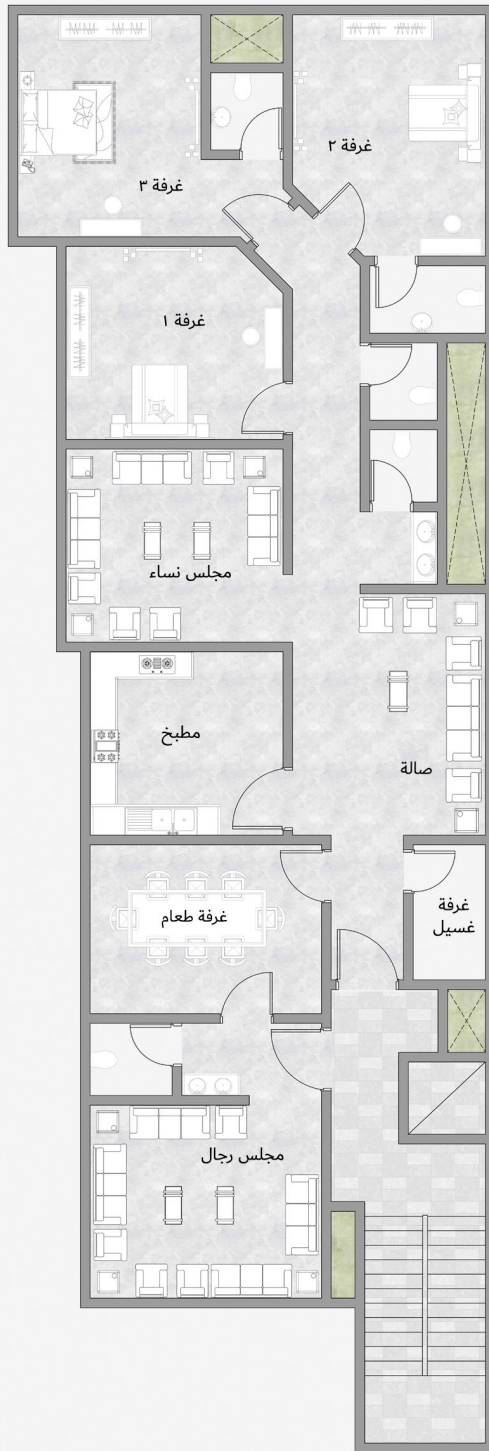 غرفة ٢
غرفة ٣
غرفة ١
مجلس نساء
مطبخ
صالة
غرفة
غسيل
غرفة طعام
مجلس رجال